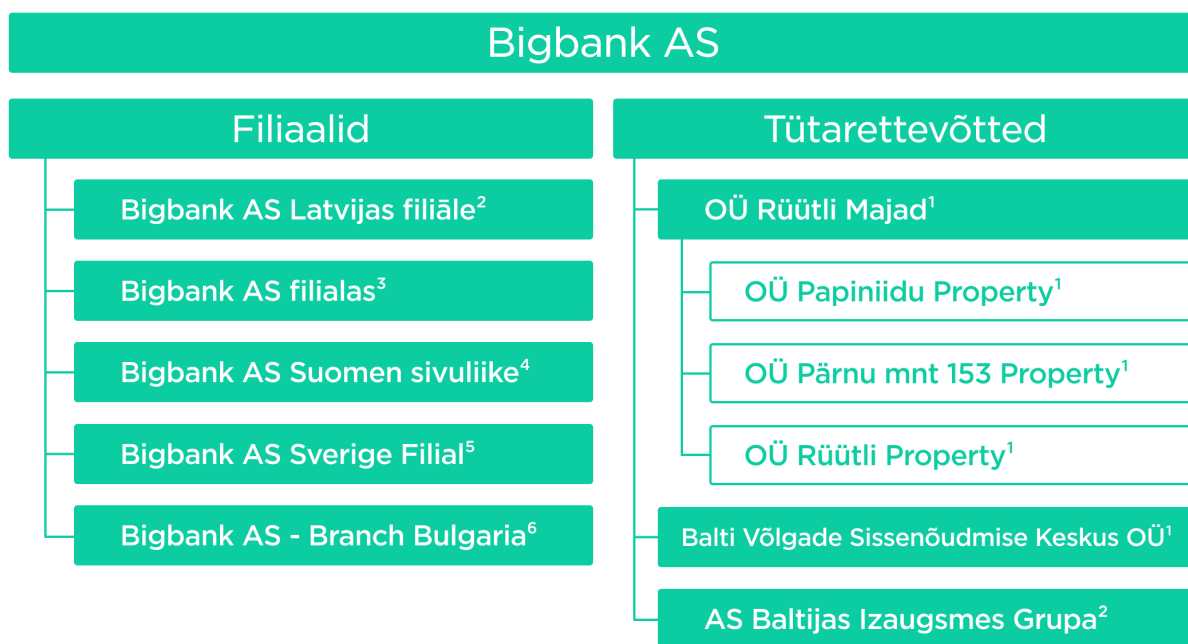 Bigbank AS
Filiaalid
Bigbank AS Latvijas filiāle²
Bigbank AS filialas³
Bigbank AS Suomen sivuliike⁴
Bigbank AS Sverige Filial⁵
Bigbank AS - Branch Bulgaria⁶
Tütarettevõtted
OÜ Rüütli Majad¹
OÜ Papiniidu Property¹
OÜ Pärnu mnt 153 Property¹
OÜ Rüütli Property¹
Balti Võlgade Sissenõudmise Keskus OÜ¹
AS Baltijas Izaugsmes Grupa²